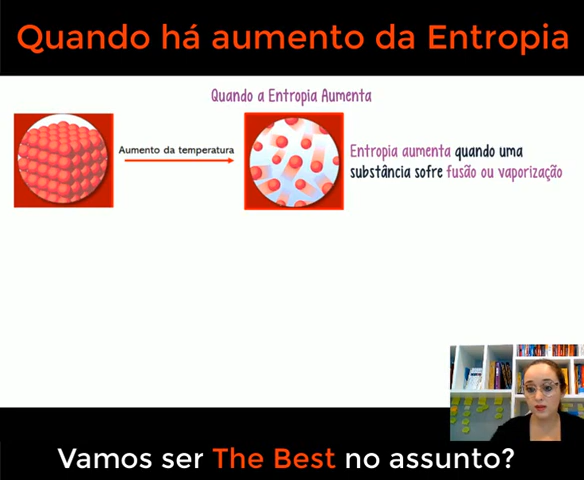 Quando há aumento da Entropia
Quando a Entropia Aumenta
Aumento da temperatura
Entropia aumenta quando uma
substância sofre fusão ou vaporização
Vamos ser The Best no assunto?